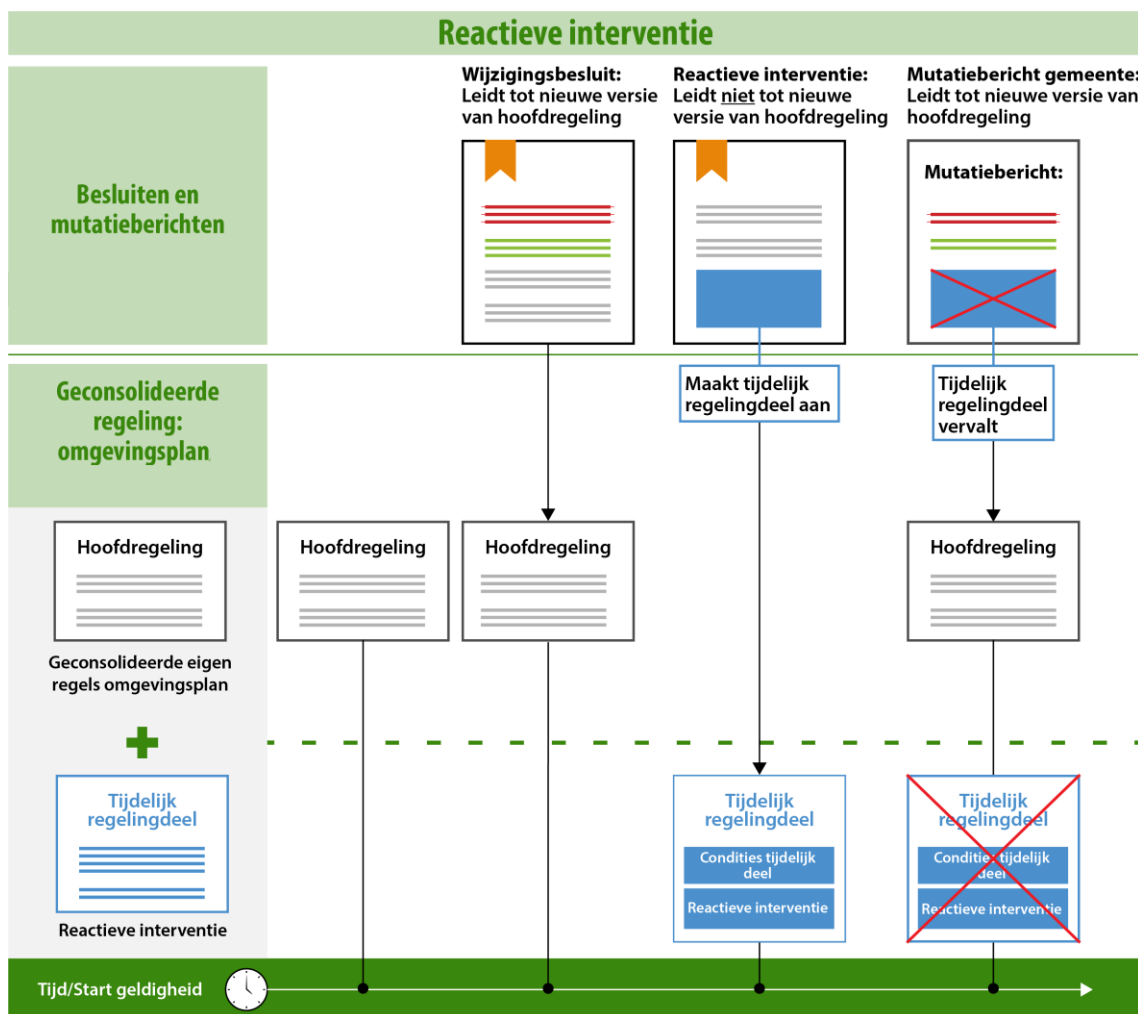 Reactieve interventie
Besluiten en
mutatieberichten
Wijzigingsbesluit:
Leidt tot nieuwe versie
van hoofdregeling
Reactieve interventie:
Leidt niet tot nieuwe
versie van hoofdregeling
Mutatiebericht gemeente:
Leidt tot nieuwe versie van
hoofdregeling
Mutatiebericht:
Geconsolideerde
regeling:
omgevingsplan
Maakt tijdelijk
regelingdeel aan
Tijdelijk
regelingdeel
vervalt
Hoofdregeling
Geconsolideerde eigen
regels omgevingsplan
Hoofdregeling
Hoofdregeling
Hoofdregeling
Tijdelijk
regelingdeel
Reactieve interventie
Tijdelijk
regelingdeel
Condities tijdelijk
deel
Reactieve interventie
Tijdelijk
regelingdeel
Condities tijdelijk
deel
Reactieve interventie
Tijd/Start geldigheid